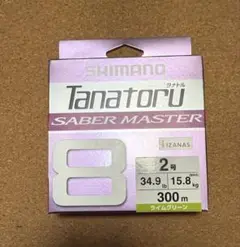 SHIMANO
タナトル
Tanatoru
SABER MASTER
IZANAS
8
2号
34.9lb 15.8kg
300m
ライムグリーン